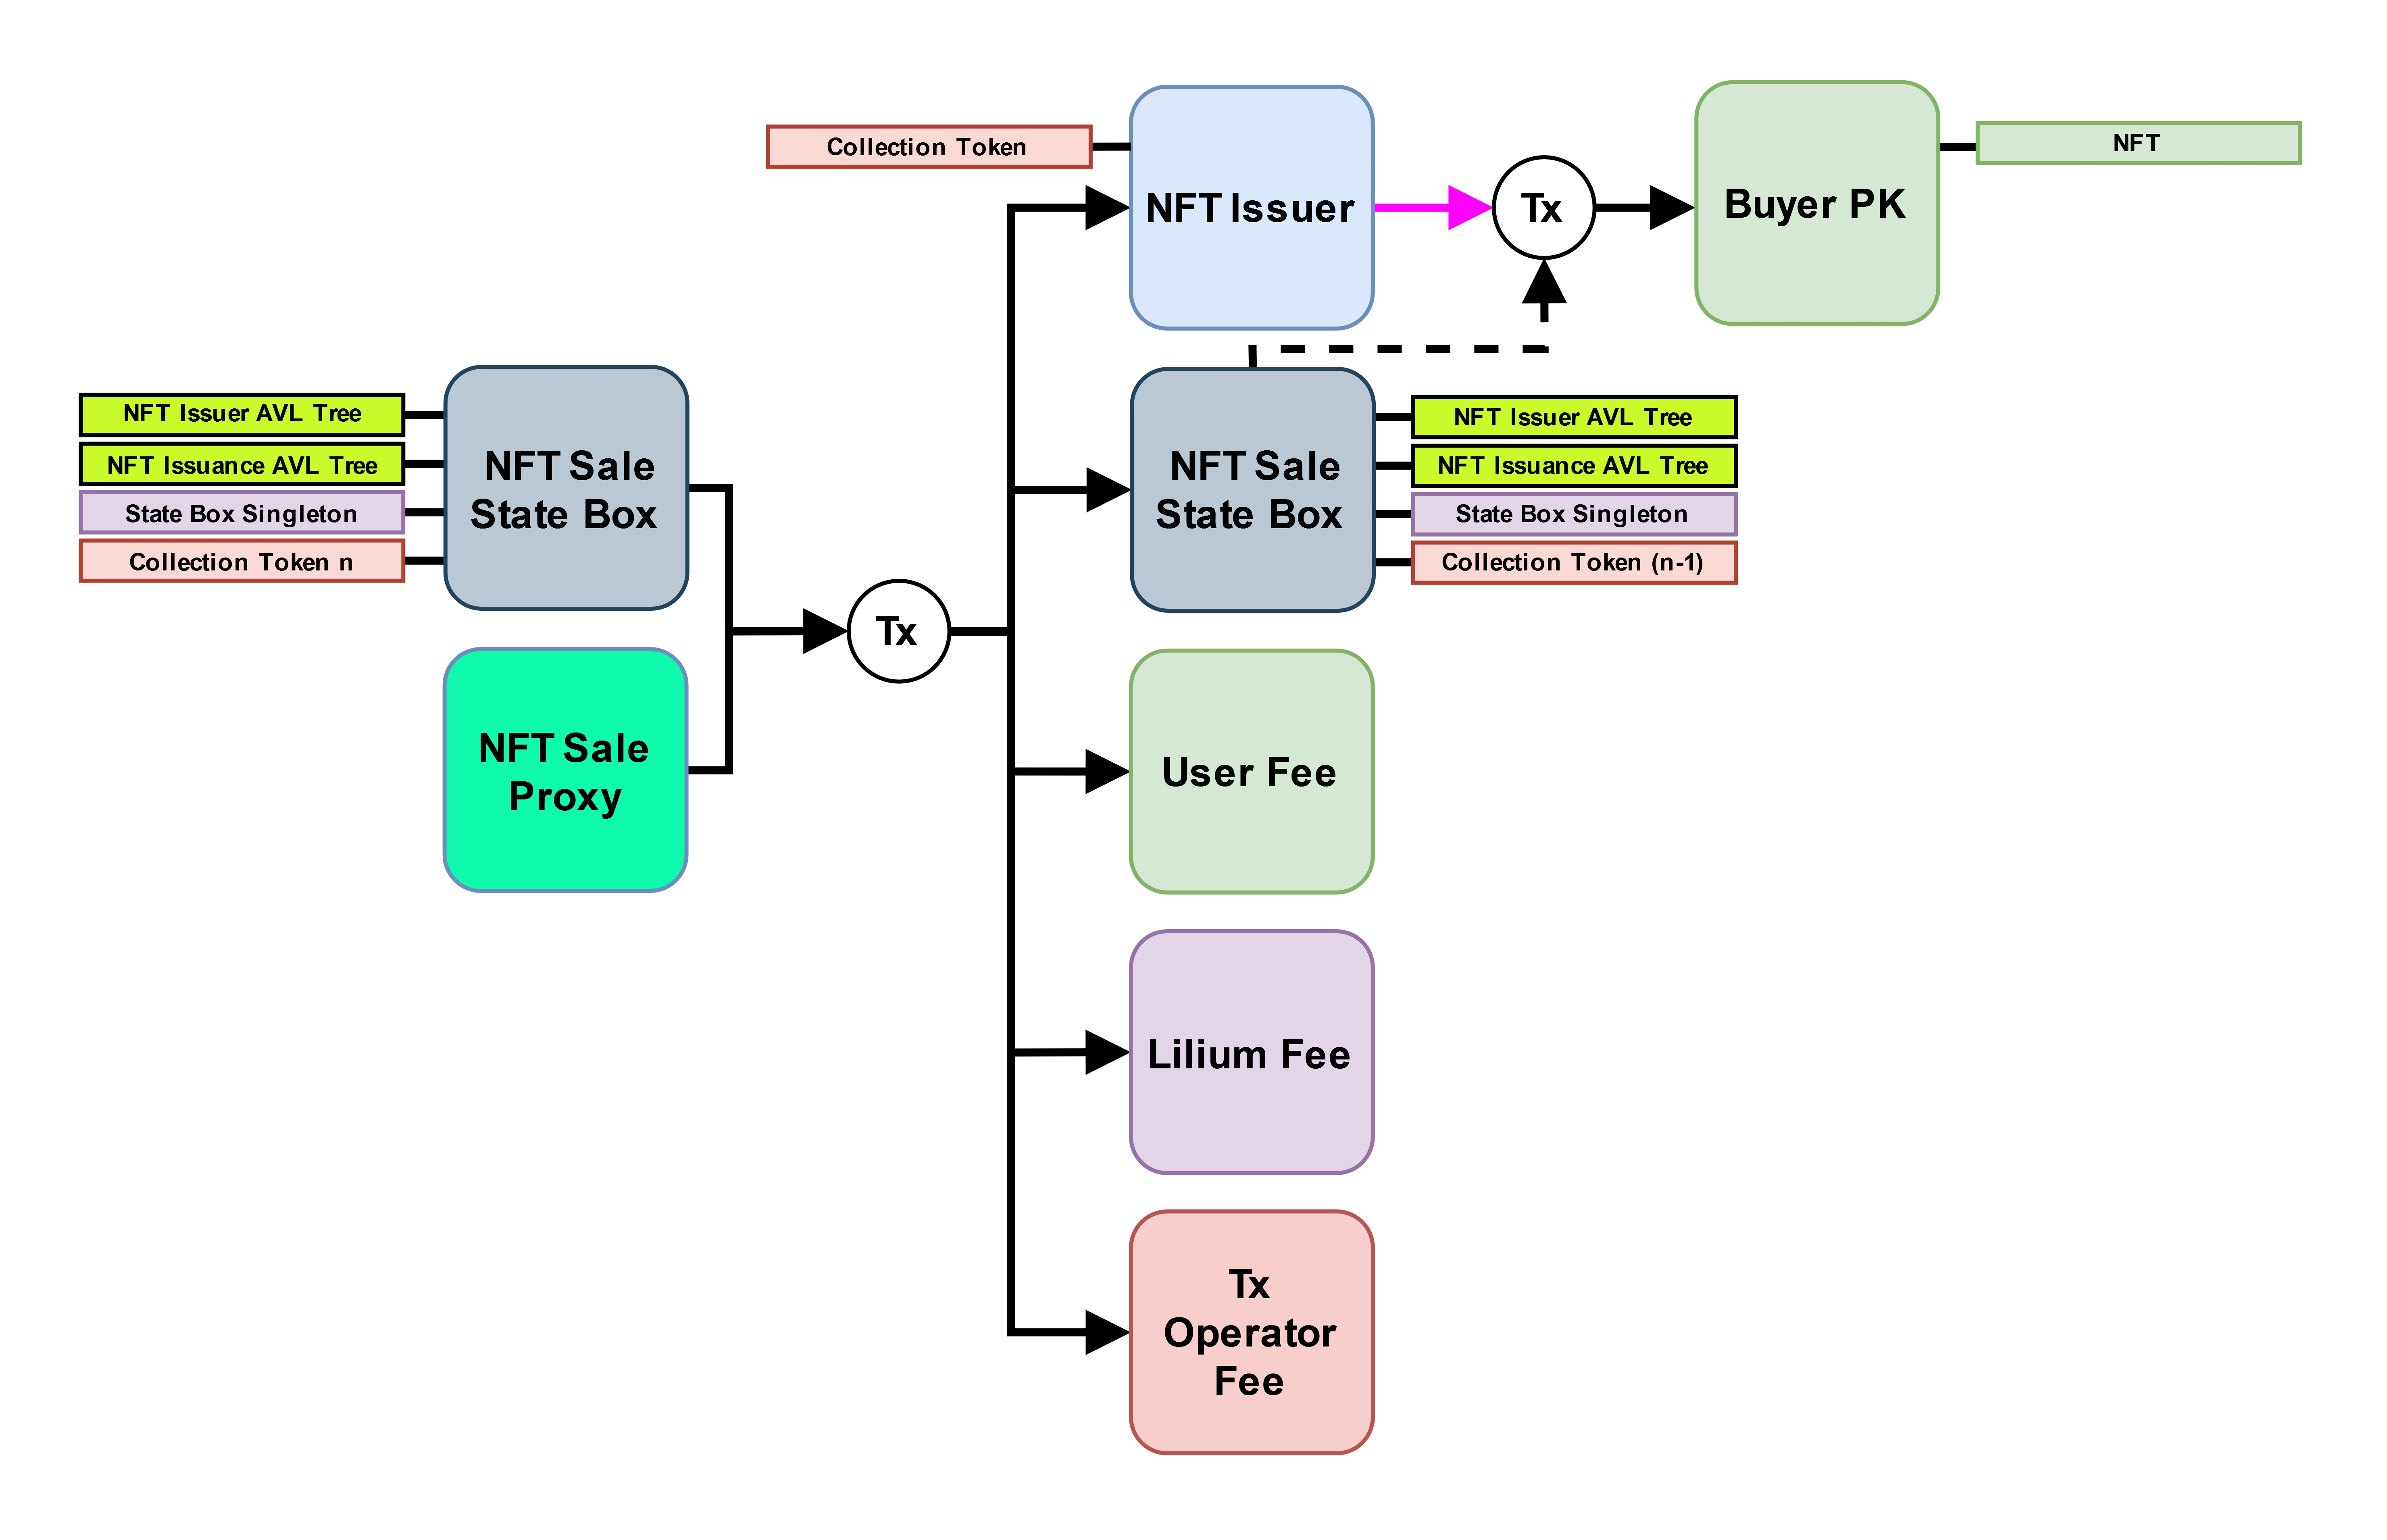 Collection Token
NFT Issuer
Tx
Buyer PK
NFT
NFT Issuer AVL Tree
NFT Issuance AVL Tree
State Box Singleton
Collection Token n
NFT Sale
State Box
NFT Sale
State Box
NFT Issuer AVL Tree
NFT Issuance AVL Tree
State Box Singleton
Collection Token (n-1)
Tx
NFT Sale
Proxy
User Fee
Lilium Fee
Tx
Operator
Fee